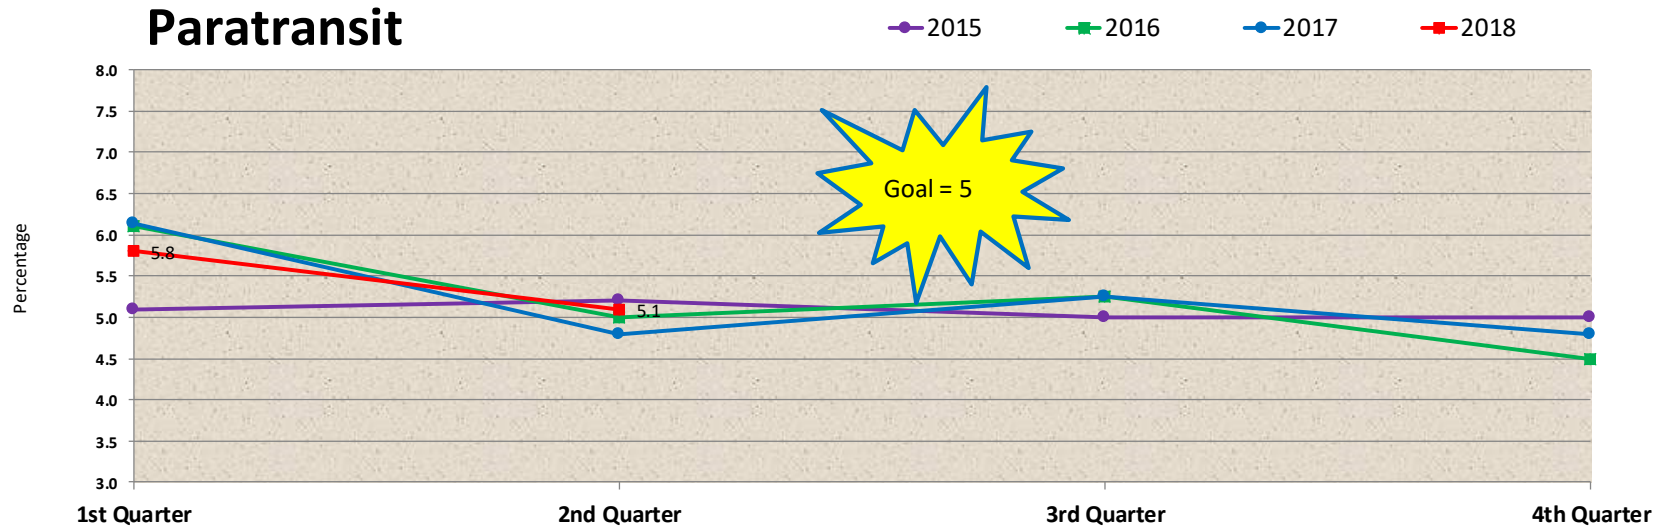 Paratransit
2015 2016 2017 2018
8.0
7.5
7.0
6.5
6.0
5.5
5.0
4.5
4.0
3.5
3.0
Percentage
Goal = 5
5.8
5.1
1st Quarter 2nd Quarter 3rd Quarter 4th Quarter